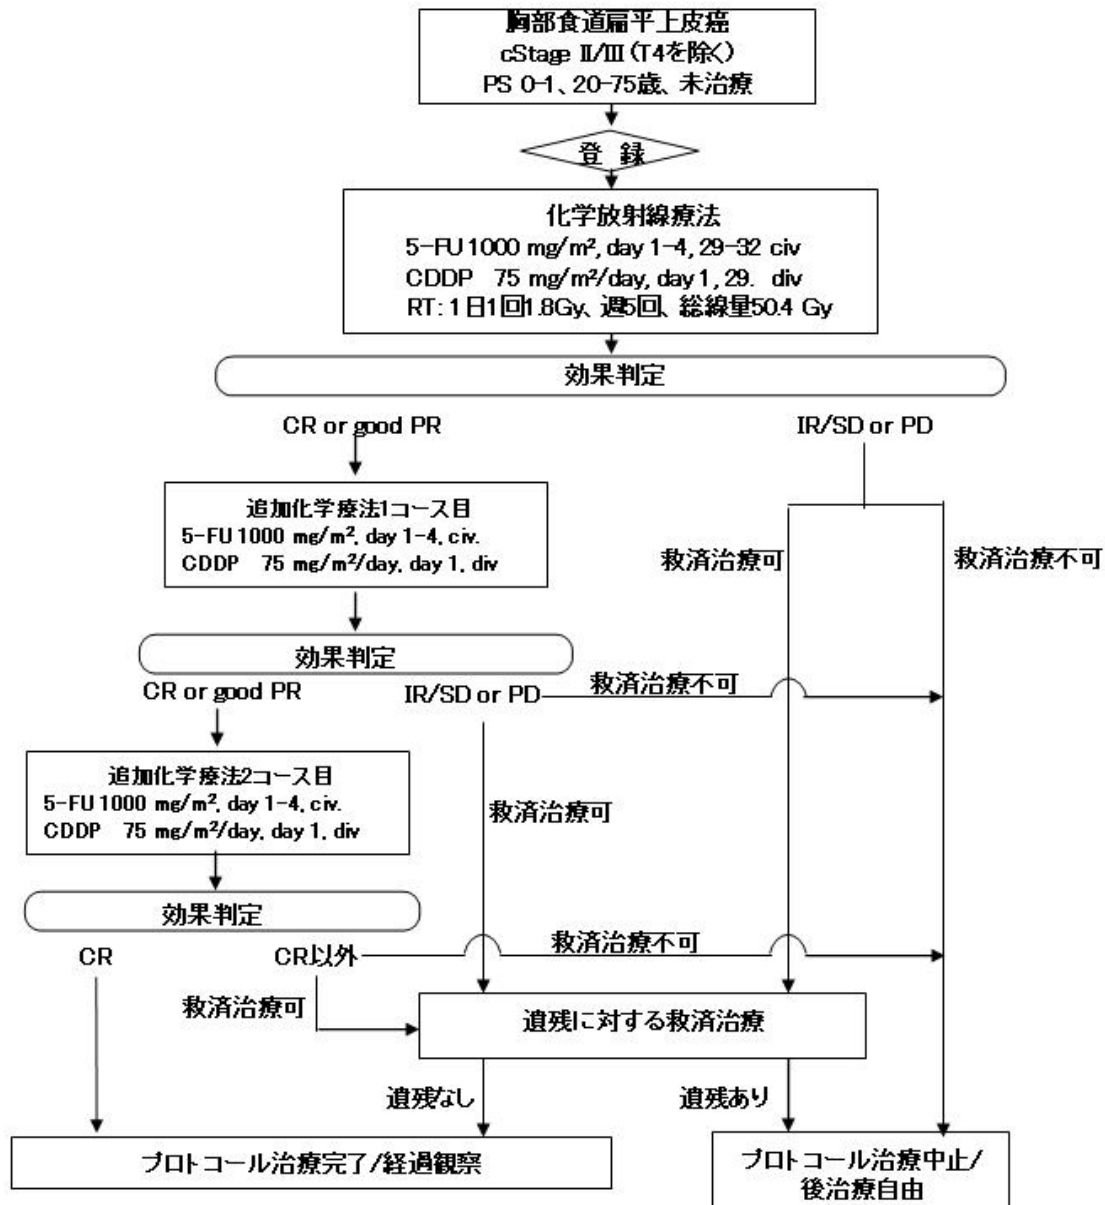 胸部食道扁平上皮癌
cStage II/III (T4を除く)
PS 0-1、20-75歳、未治療
登 録
化学放射線療法
5-FU 1000 mg/m², day 1-4, 29-32 civ
CDDP 75 mg/m²/day, day 1, 29. div
RT: 1日1回1.8Gy、週5回、総線量50.4 Gy
効果判定
CR or good PR
IR/SD or PD
追加化学療法1コース目
5-FU 1000 mg/m², day 1-4, civ.
CDDP 75 mg/m²/day, day 1, div
救済治療可
救済治療不可
効果判定
CR or good PR
IR/SD or PD
救済治療不可
追加化学療法2コース目
5-FU 1000 mg/m², day 1-4, civ.
CDDP 75 mg/m²/day, day 1, div
救済治療可
効果判定
CR
CR以外
救済治療不可
救済治療可
遺残に対する救済治療
遺残なし
遺残あり
プロトコール治療完了/経過観察
プロトコール治療中止/
後治療自由